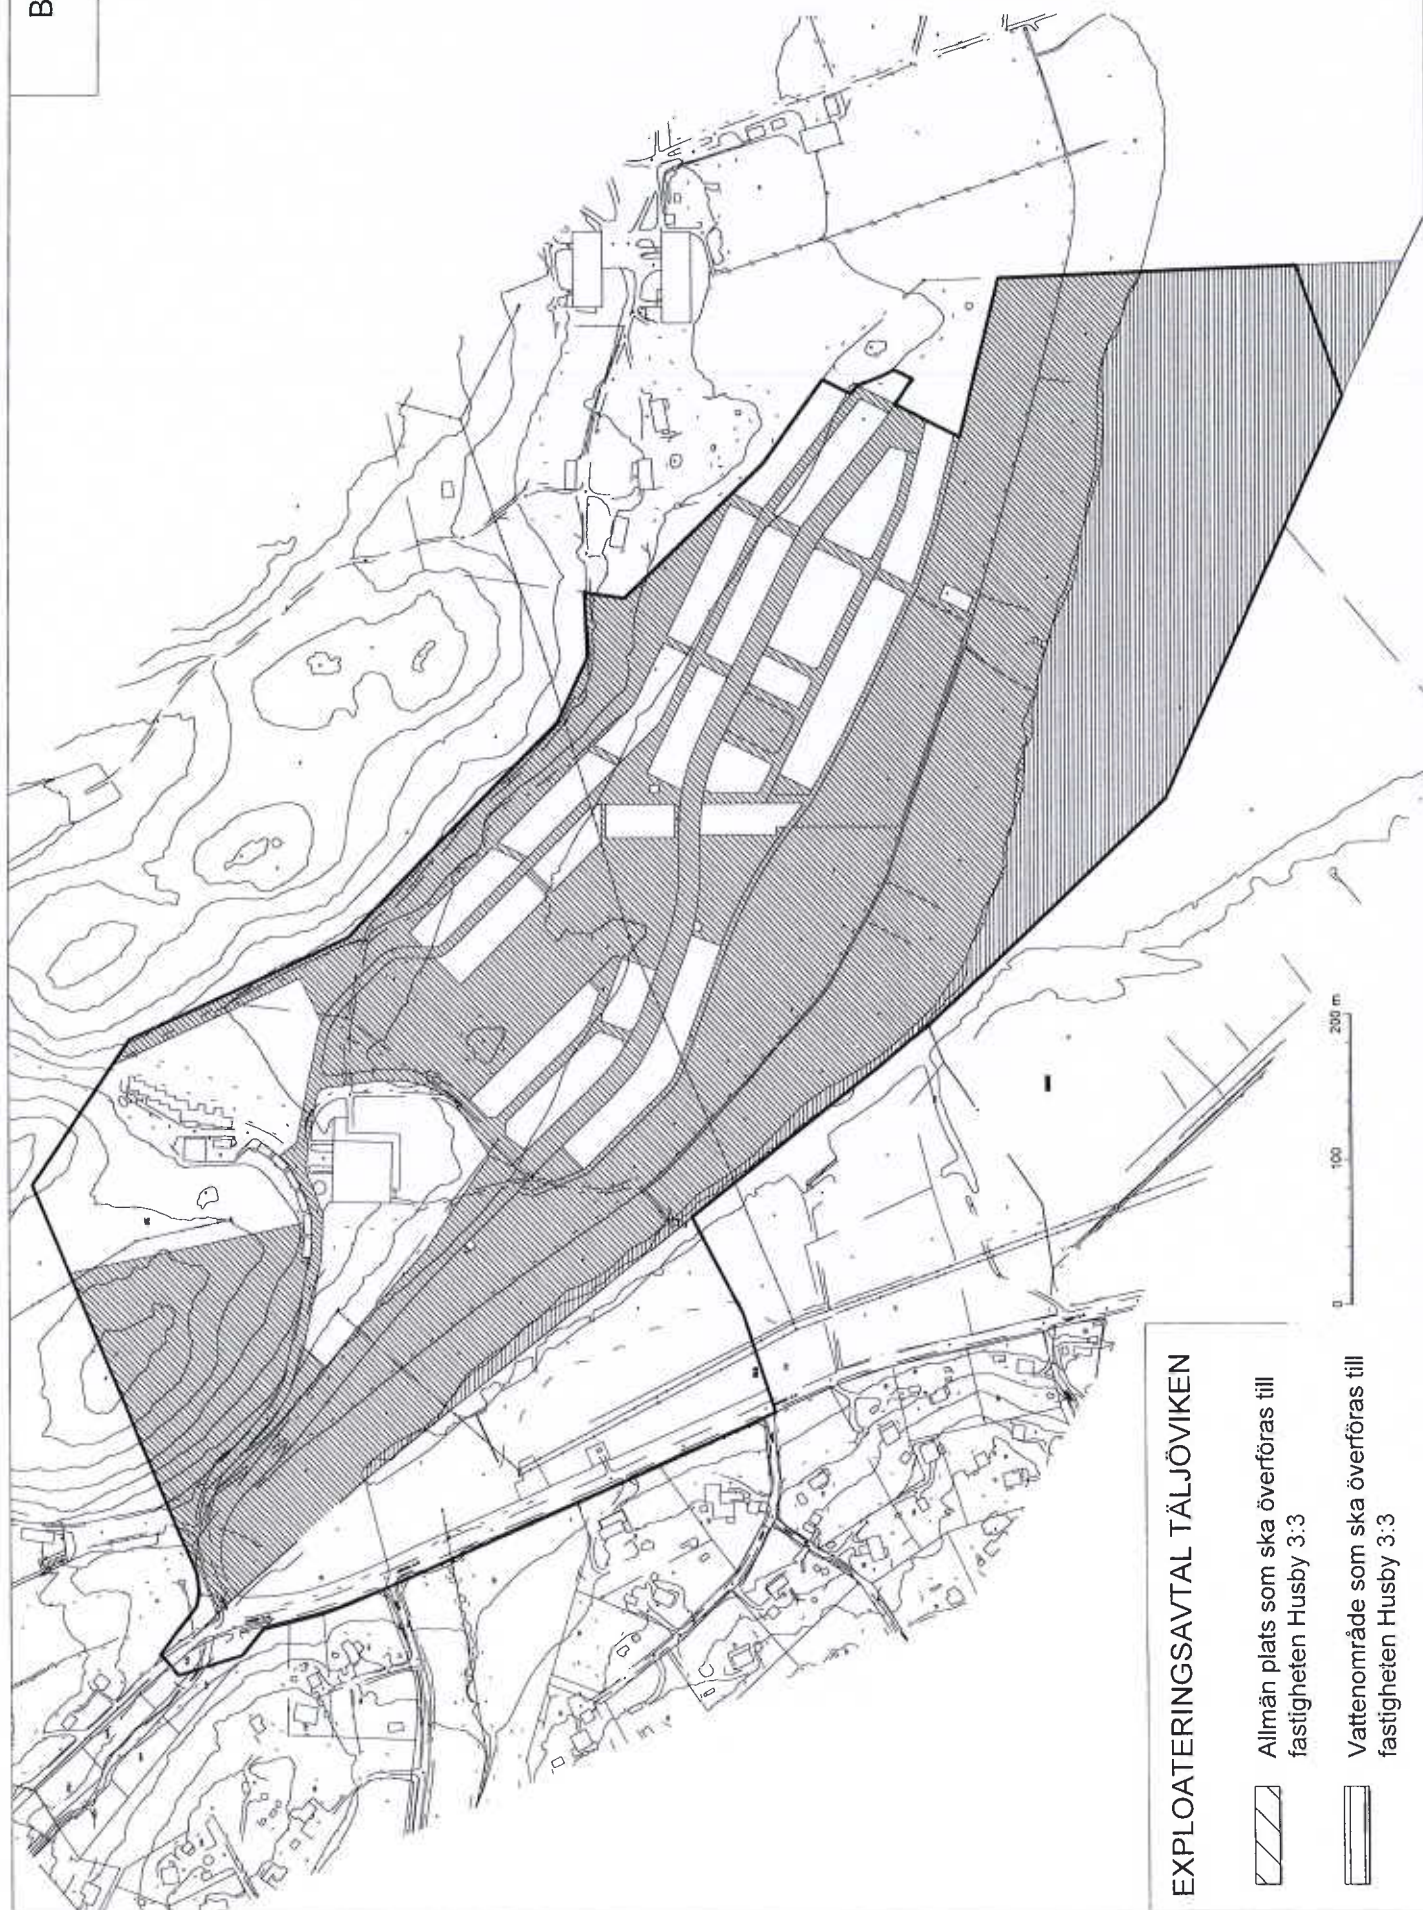 B
EXPLOATERINGSAVTAL TÄLJÖVIKEN
Allmän plats som ska överföras till
fastigheten Husby 3:3
Vattenområde som ska överföras till
fastigheten Husby 3:3
0 100 200 m